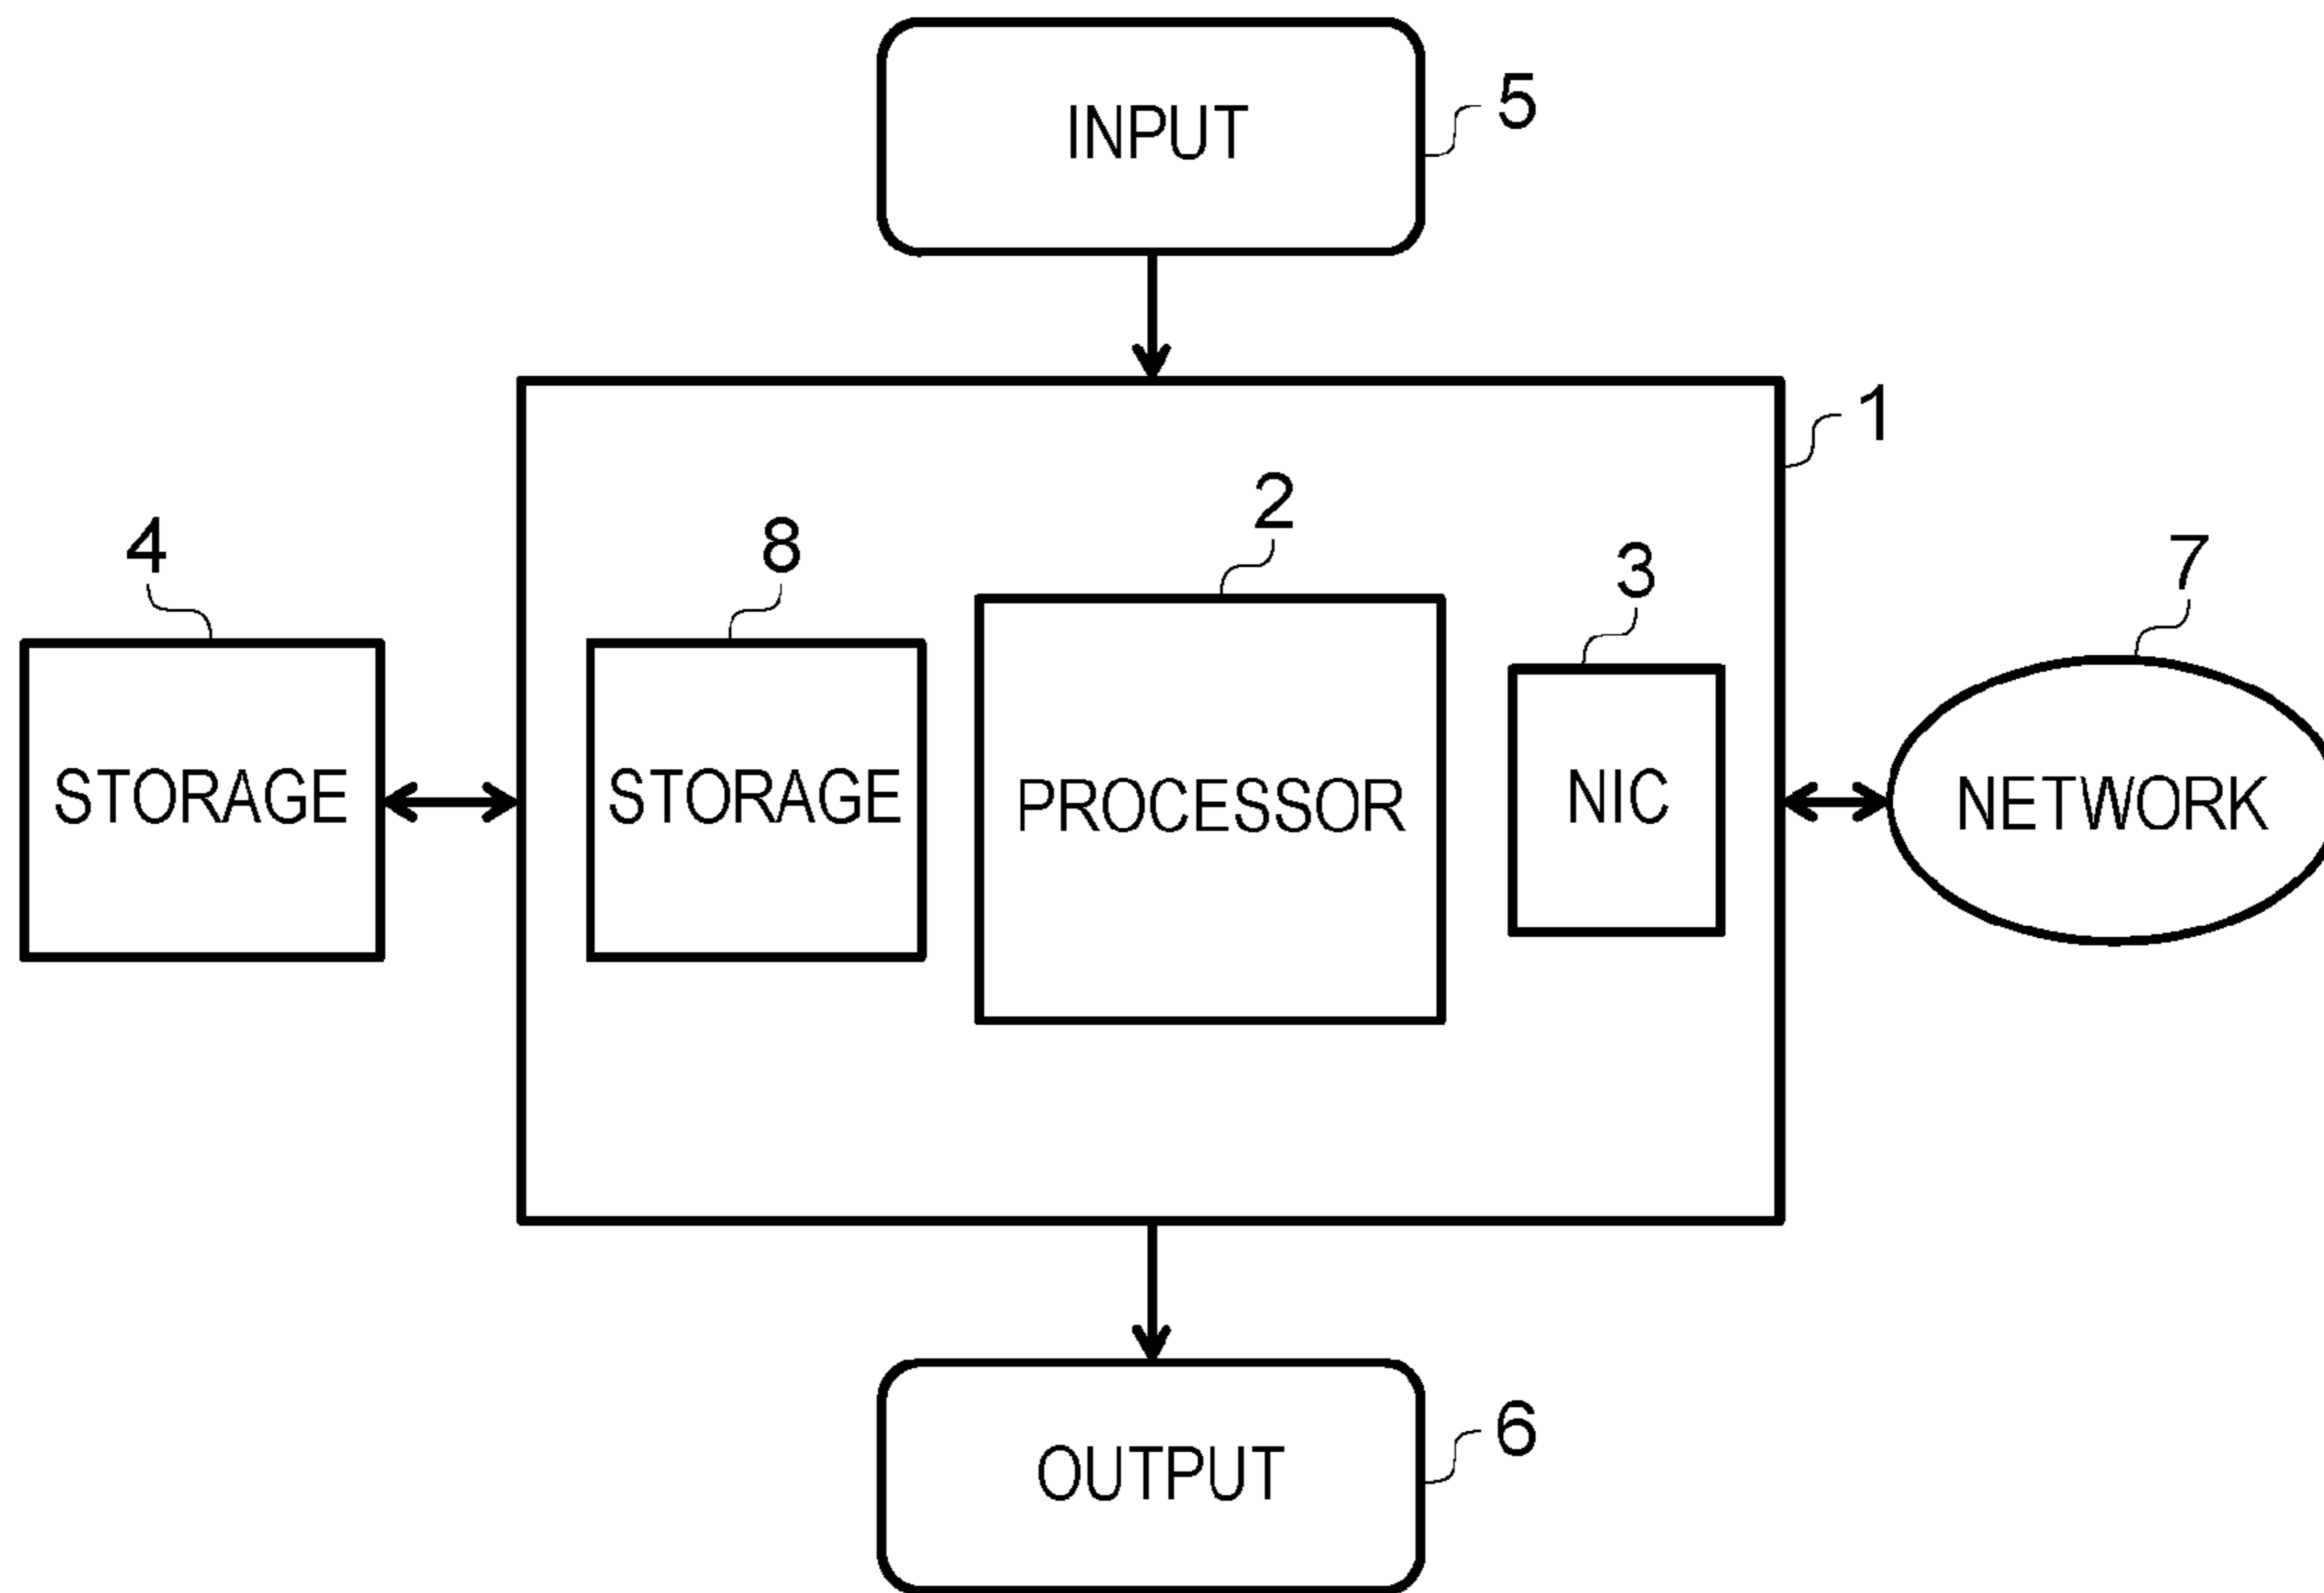 INPUT
5
1
2
4
8
3
7
STORAGE
STORAGE
PROCESSOR
NIC
NETWORK
OUTPUT
6